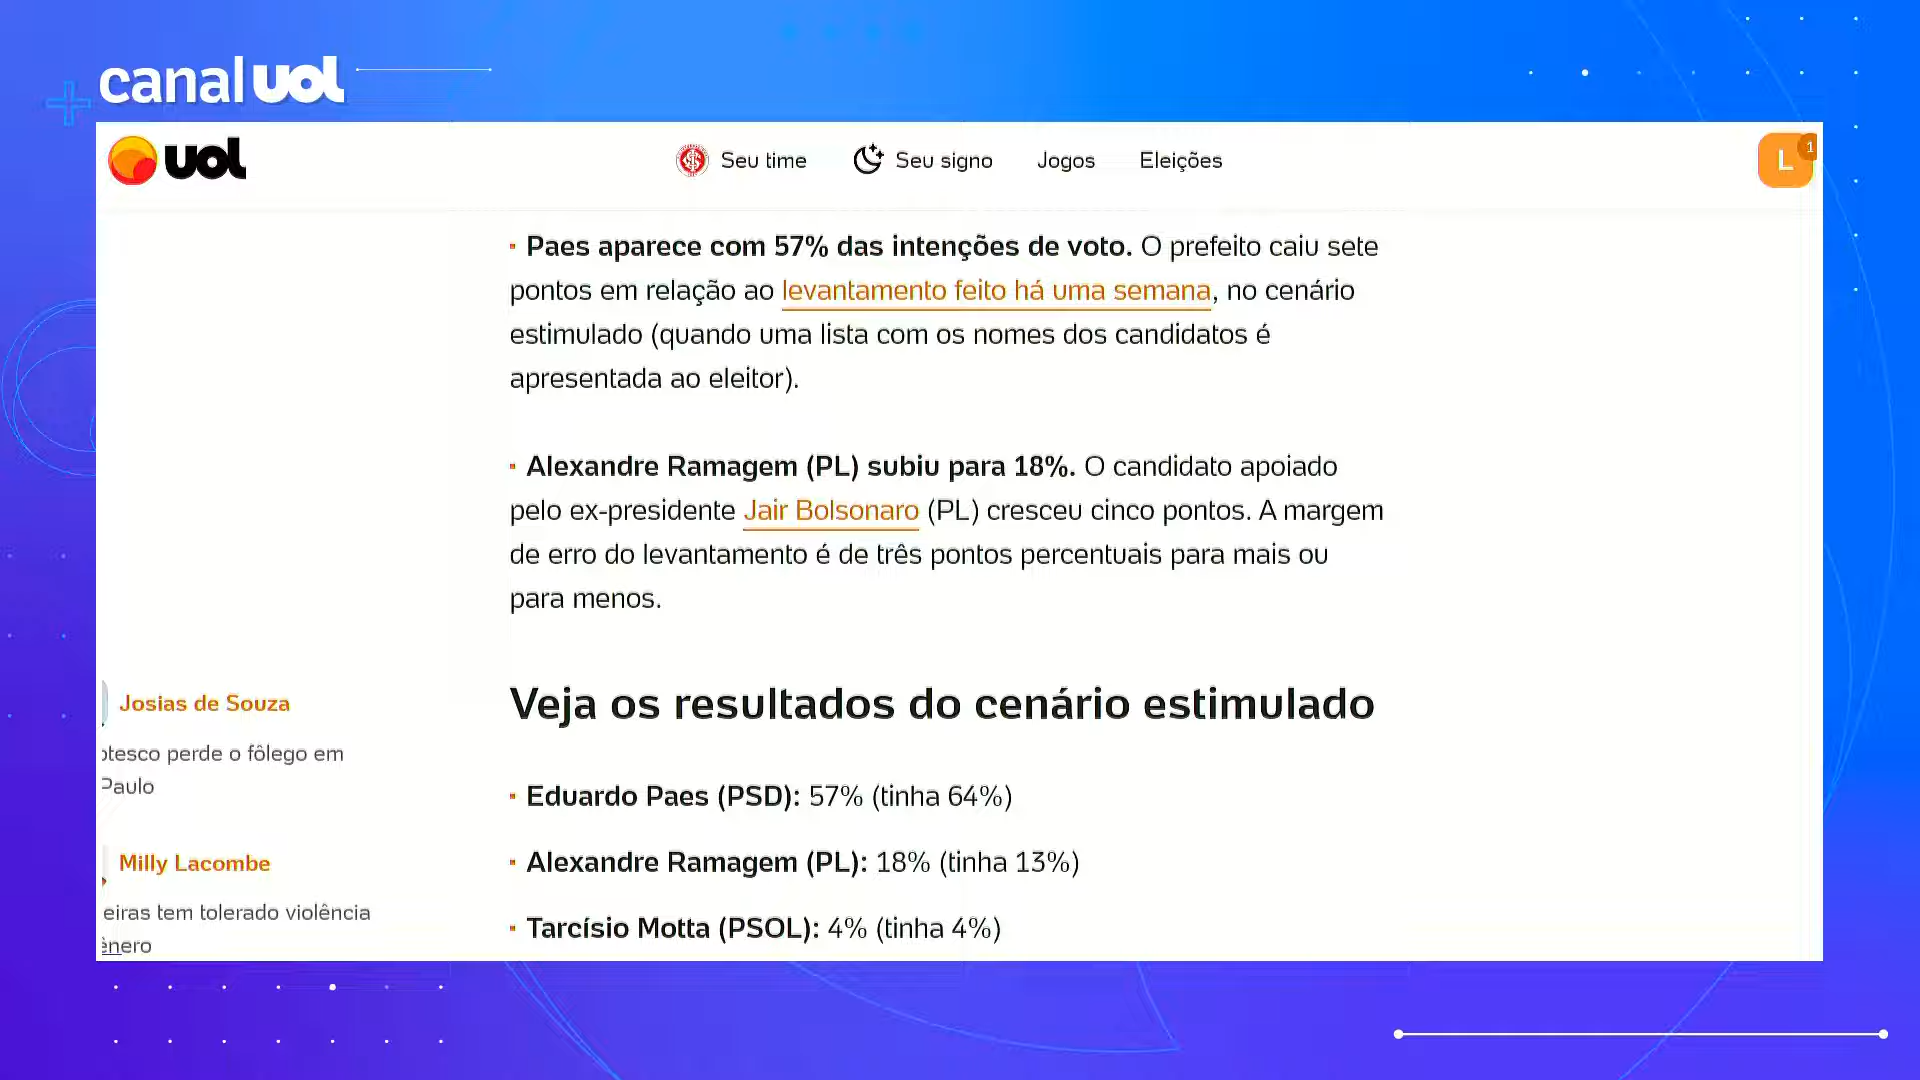 canal uol
uol
Seu time
Seu signo
Jogos
Eleições
L
1
▪ Paes aparece com 57% das intenções de voto. O prefeito caiu sete
pontos em relação ao levantamento feito há uma semana, no cenário
estimulado (quando uma lista com os nomes dos candidatos é
apresentada ao eleitor).
▪ Alexandre Ramagem (PL) subiu para 18%. O candidato apoiado
pelo ex-presidente Jair Bolsonaro (PL) cresceu cinco pontos. A margem
de erro do levantamento é de três pontos percentuais para mais ou
para menos.
Veja os resultados do cenário estimulado
▪ Eduardo Paes (PSD): 57% (tinha 64%)
▪ Alexandre Ramagem (PL): 18% (tinha 13%)
▪ Tarcísio Motta (PSOL): 4% (tinha 4%)
Josias de Souza
otesco perde o fôlego em
Paulo
Milly Lacombe
eiras tem tolerado violência
ênero